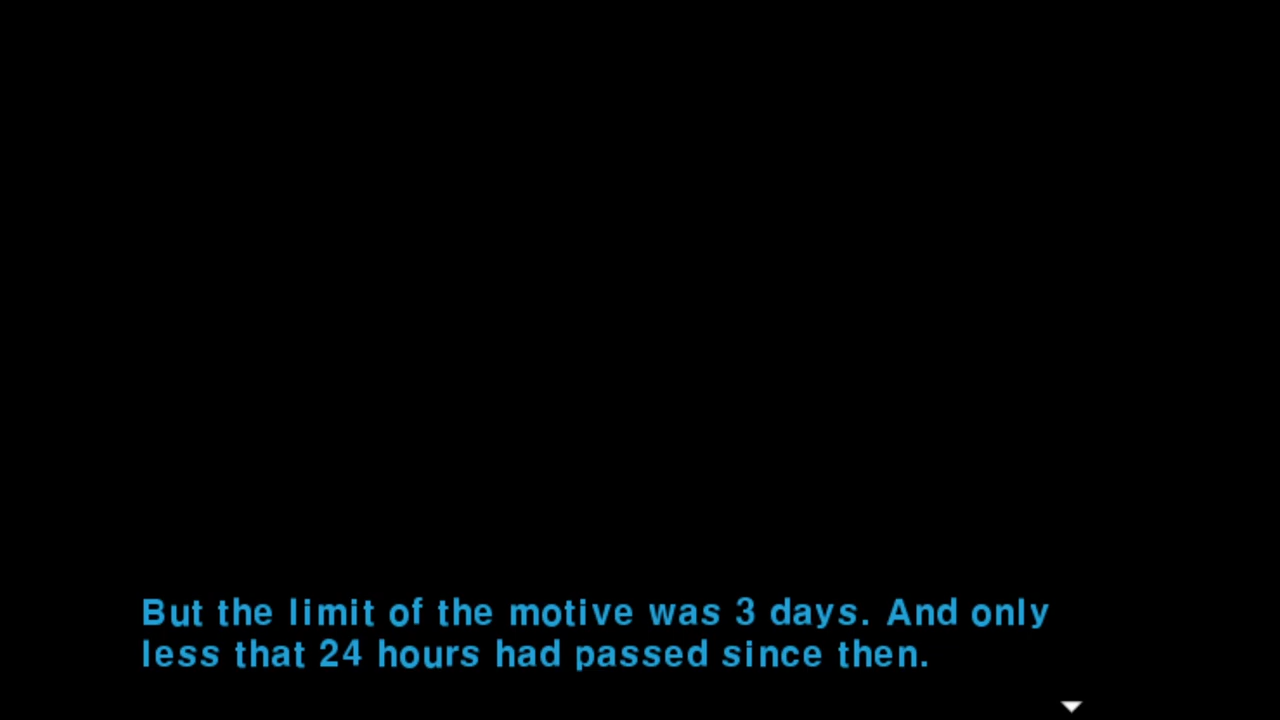 But the limit of the motive was 3 days. And only
less that 24 hours had passed since then.